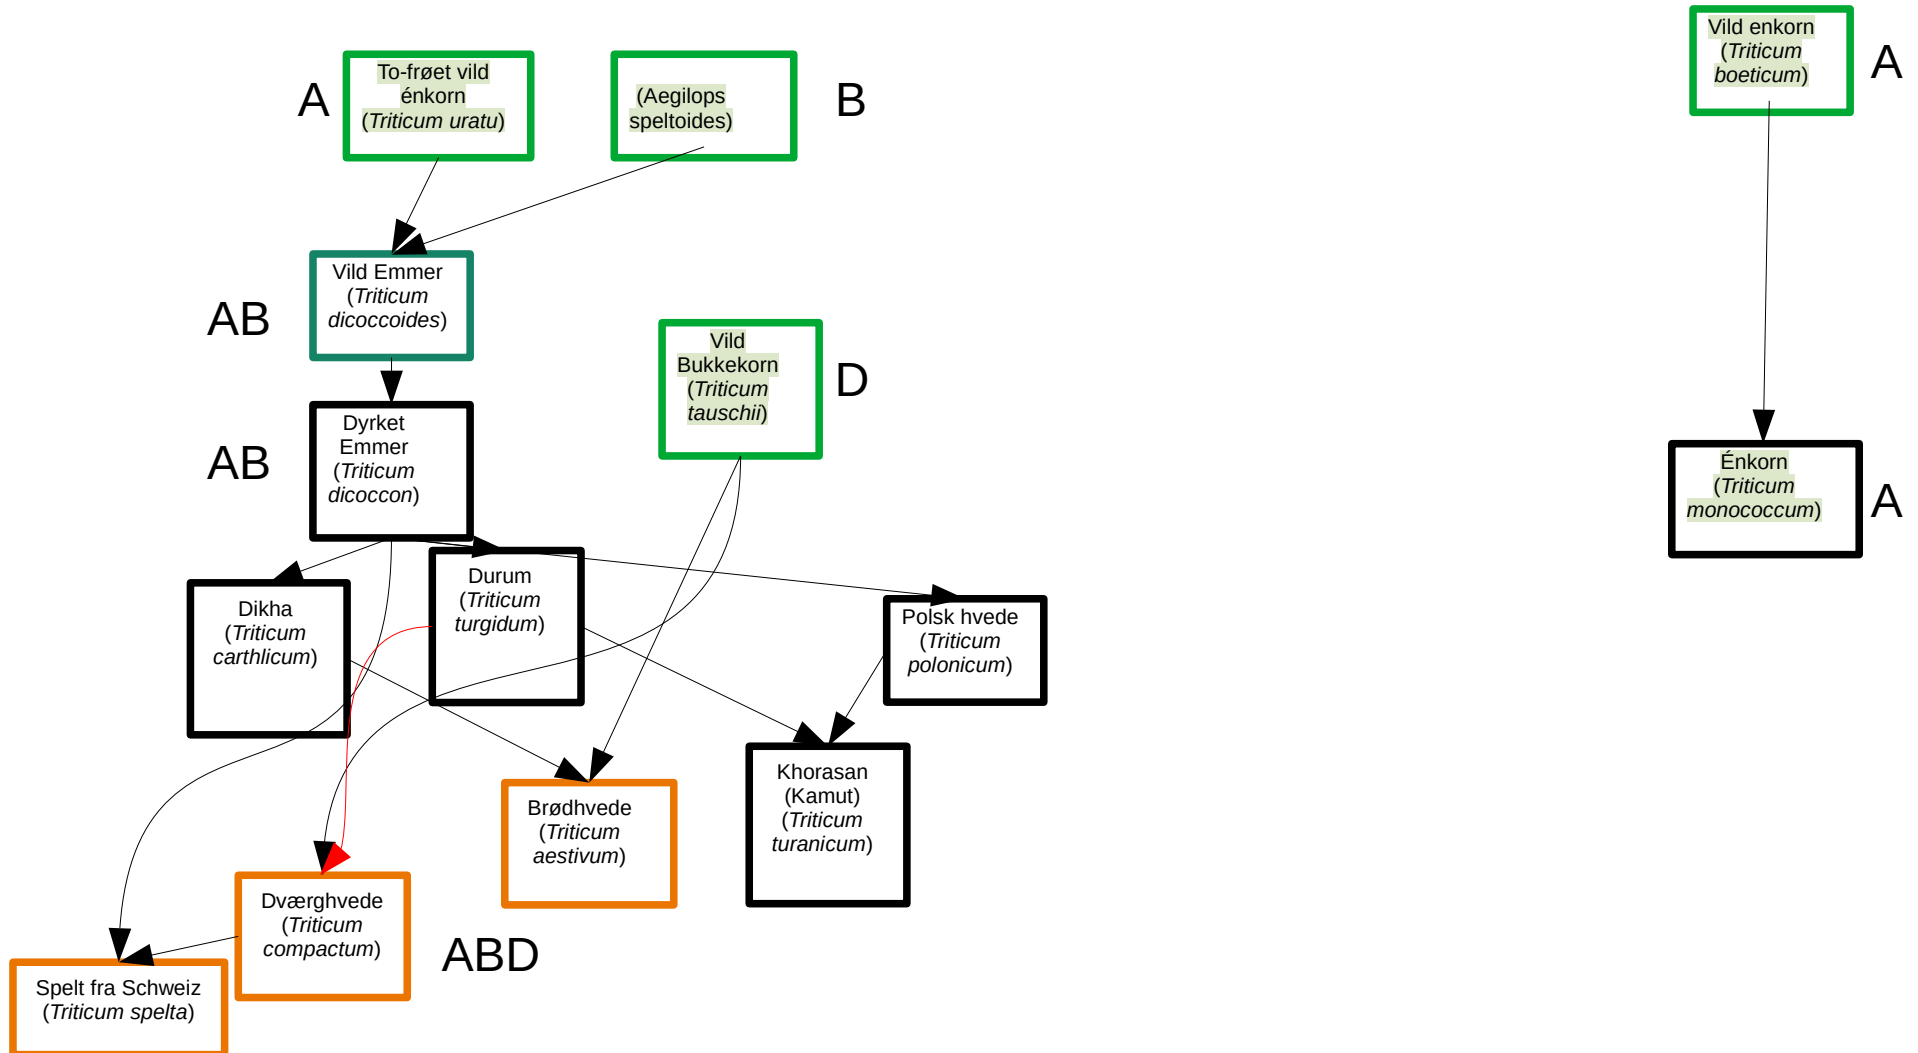 Vild enkorn
(Triticum
boeticum)
A
A
To-frøet vild
énkorn
(Triticum uratu)
(Aegilops
speltoides)
B
AB
Vild Emmer
(Triticum
dicoccoides)
Vild
Bukkekorn
(Triticum
tauschii)
D
AB
Dyrket
Emmer
(Triticum
dicoccon)
Énkorn
(Triticum
monococcum)
A
Dikha
(Triticum
carthlicum)
Durum
(Triticum
turgidum)
Polsk hvede
(Triticum
polonicum)
Brødhvede
(Triticum
aestivum)
Khorasan
(Kamut)
(Triticum
turanicum)
Dværghvede
(Triticum
compactum)
ABD
Spelt fra Schweiz
(Triticum spelta)